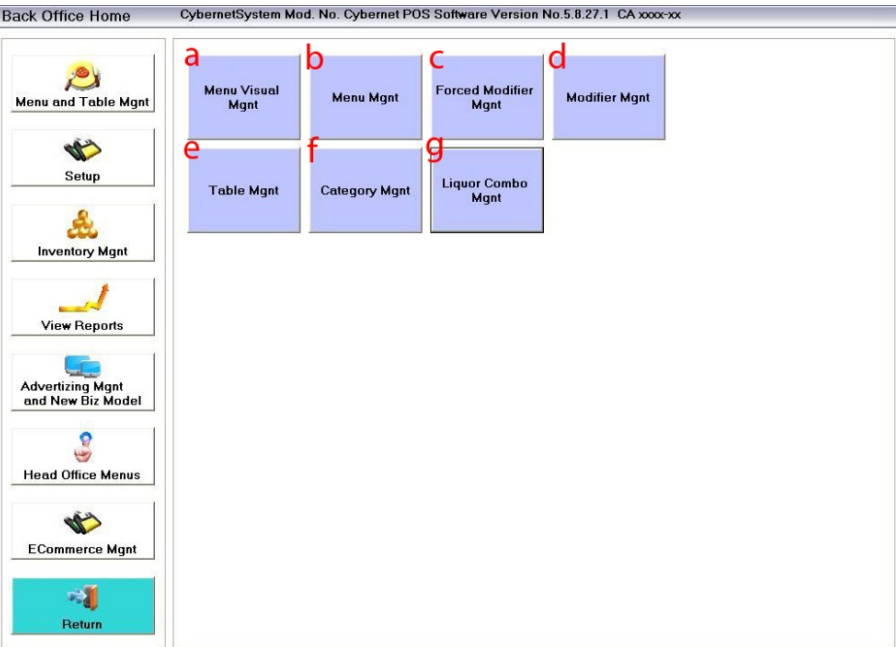 Back Office Home CybernetSystem Mod. No. Cybernet POS Software Version No.5.8.27.1 CA xxxx-xx
Menu and Table Mgnt
Setup
Inventory Mgnt
View Reports
Advertizing Mgnt
and New Biz Model
Head Office Menus
ECommerce Mgnt
Return
a
Menu Visual
Mgnt
b
Menu Mgnt
c
Forced Modifier
Mgnt
d
Modifier Mgnt
e
Table Mgnt
f
Category Mgnt
g
Liquor Combo
Mgnt